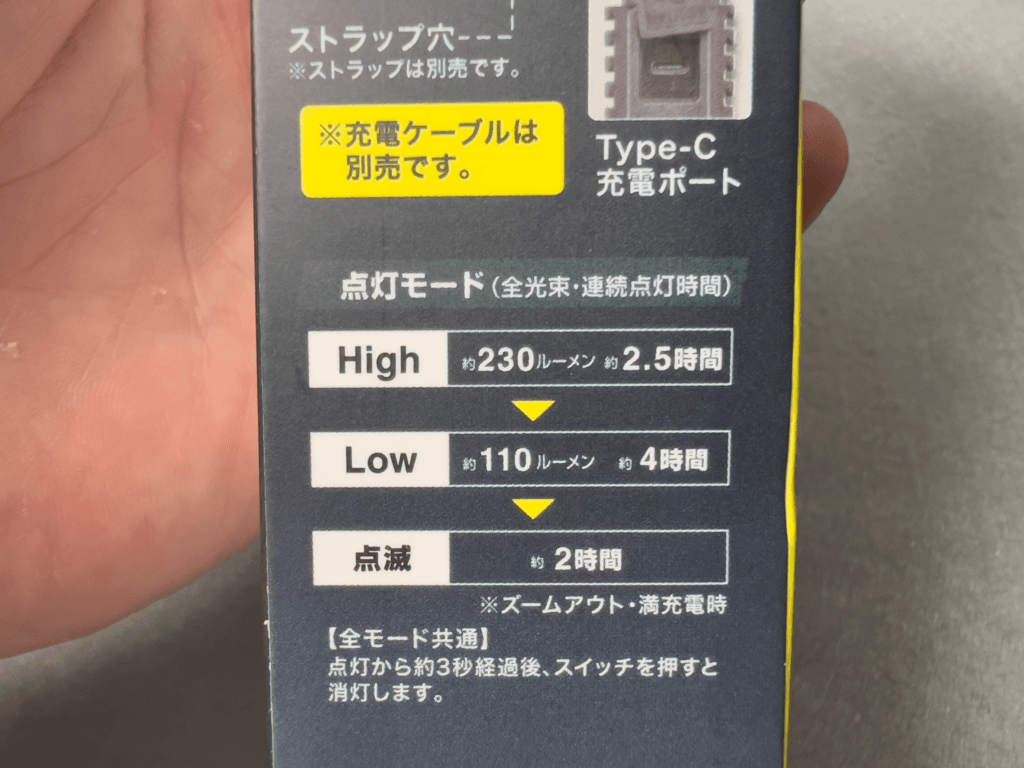 ストラップ穴
※ストラップは別売です。
※充電ケーブルは
別売です。
Type-C
充電ポート
点灯モード(全光束・連続点灯時間)
High 約230ルーメン 約2.5時間
Low 約110ルーメン 約4時間
点滅 約2時間
※ズームアウト・満充電時
【全モード共通】
点灯から約3秒経過後、スイッチを押すと
消灯します。